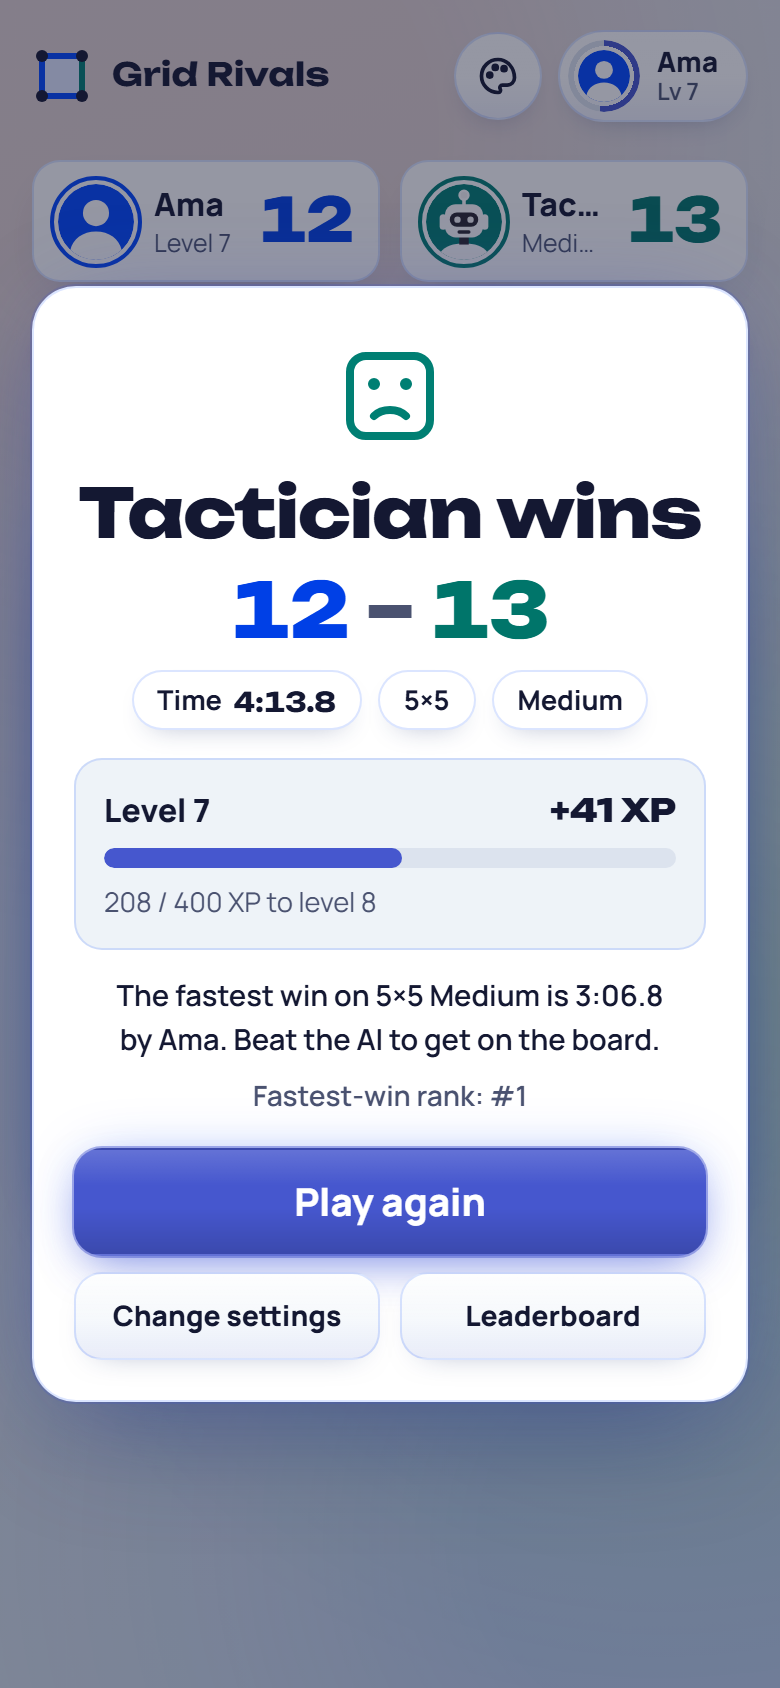 Grid Rivals
Ama
Lv 7
Ama
Level 7
12
Tac...
Medi...
13
Tactician wins
12 – 13
Time 4:13.8
5×5
Medium
Level 7
+41 XP
208 / 400 XP to level 8
The fastest win on 5×5 Medium is 3:06.8
by Ama. Beat the AI to get on the board.
Fastest-win rank: #1
Play again
Change settings
Leaderboard